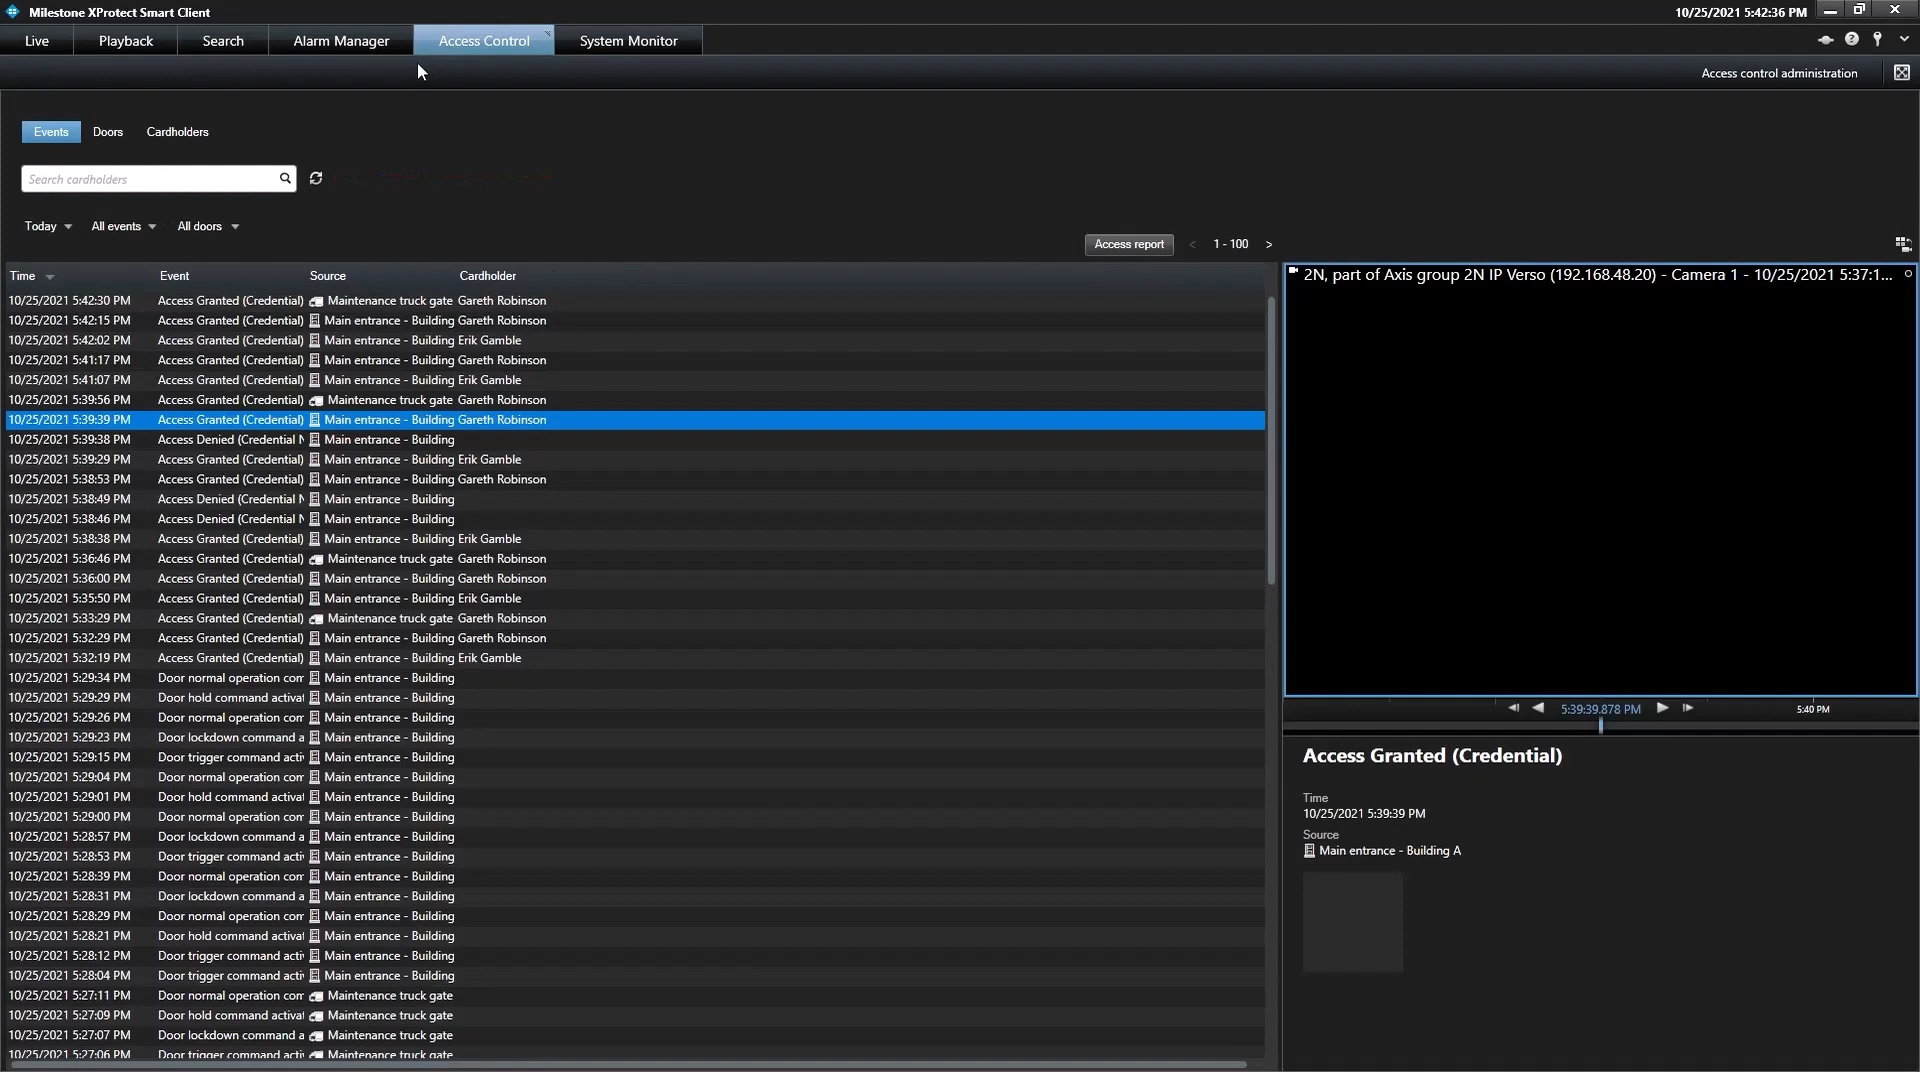 Milestone XProtect Smart Client
10/25/2021 5:42:36 PM
Live Playback Search Alarm Manager Access Control System Monitor
Access control administration
Events Doors Cardholders
Search cardholders
Today All events All doors
Access report < 1 - 100 >
Time Event Source Cardholder
10/25/2021 5:42:30 PM Access Granted (Credential) Maintenance truck gate Gareth Robinson
10/25/2021 5:42:15 PM Access Granted (Credential) Main entrance - Building Gareth Robinson
10/25/2021 5:42:02 PM Access Granted (Credential) Main entrance - Building Erik Gamble
10/25/2021 5:41:17 PM Access Granted (Credential) Main entrance - Building Gareth Robinson
10/25/2021 5:41:07 PM Access Granted (Credential) Main entrance - Building Erik Gamble
10/25/2021 5:39:56 PM Access Granted (Credential) Maintenance truck gate Gareth Robinson
10/25/2021 5:39:39 PM Access Granted (Credential) Main entrance - Building Gareth Robinson
10/25/2021 5:39:38 PM Access Denied (Credential N Main entrance - Building
10/25/2021 5:39:29 PM Access Granted (Credential) Main entrance - Building Erik Gamble
10/25/2021 5:38:53 PM Access Granted (Credential) Main entrance - Building Gareth Robinson
10/25/2021 5:38:49 PM Access Denied (Credential N Main entrance - Building
10/25/2021 5:38:46 PM Access Denied (Credential N Main entrance - Building
10/25/2021 5:38:38 PM Access Granted (Credential) Main entrance - Building Erik Gamble
10/25/2021 5:36:46 PM Access Granted (Credential) Maintenance truck gate Gareth Robinson
10/25/2021 5:36:00 PM Access Granted (Credential) Main entrance - Building Gareth Robinson
10/25/2021 5:35:50 PM Access Granted (Credential) Main entrance - Building Erik Gamble
10/25/2021 5:33:29 PM Access Granted (Credential) Maintenance truck gate Gareth Robinson
10/25/2021 5:32:29 PM Access Granted (Credential) Main entrance - Building Gareth Robinson
10/25/2021 5:32:19 PM Access Granted (Credential) Main entrance - Building Erik Gamble
10/25/2021 5:29:34 PM Door normal operation com Main entrance - Building
10/25/2021 5:29:29 PM Door hold command activat Main entrance - Building
10/25/2021 5:29:26 PM Door normal operation com Main entrance - Building
10/25/2021 5:29:23 PM Door lockdown command a Main entrance - Building
10/25/2021 5:29:15 PM Door trigger command activ Main entrance - Building
10/25/2021 5:29:04 PM Door normal operation com Main entrance - Building
10/25/2021 5:29:01 PM Door hold command activat Main entrance - Building
10/25/2021 5:29:00 PM Door normal operation com Main entrance - Building
10/25/2021 5:28:57 PM Door lockdown command a Main entrance - Building
10/25/2021 5:28:53 PM Door trigger command activ Main entrance - Building
10/25/2021 5:28:39 PM Door normal operation com Main entrance - Building
10/25/2021 5:28:31 PM Door lockdown command a Main entrance - Building
10/25/2021 5:28:29 PM Door normal operation com Main entrance - Building
10/25/2021 5:28:21 PM Door hold command activat Main entrance - Building
10/25/2021 5:28:12 PM Door trigger command activ Main entrance - Building
10/25/2021 5:28:04 PM Door trigger command activ Main entrance - Building
10/25/2021 5:27:11 PM Door normal operation com Maintenance truck gate
10/25/2021 5:27:09 PM Door hold command activat Maintenance truck gate
10/25/2021 5:27:07 PM Door lockdown command a Maintenance truck gate
10/25/2021 5:27:06 PM Door trigger command activ Maintenance truck gate
2N, part of Axis group 2N IP Verso (192.168.48.20) - Camera 1 - 10/25/2021 5:37:1...
5:39:39.878 PM 5:40 PM
Access Granted (Credential)
Time
10/25/2021 5:39:39 PM
Source
Main entrance - Building A